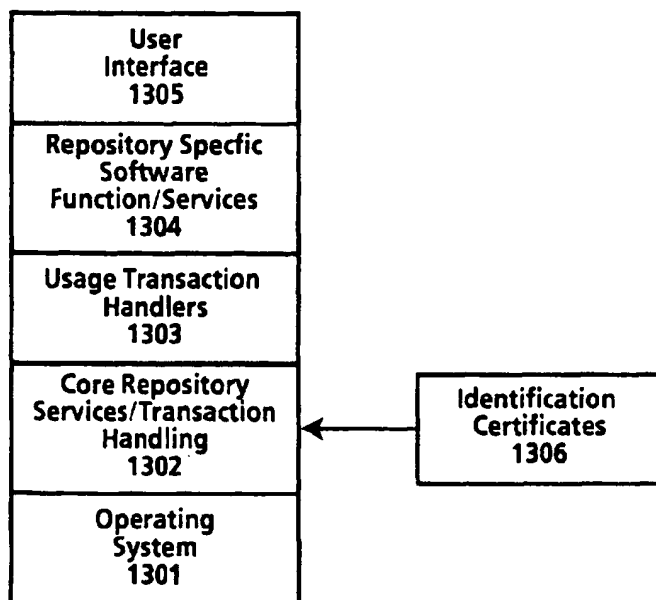 User
Interface
1305
Repository Specfic
Software
Function/Services
1304
Usage Transaction
Handlers
1303
Core Repository
Services/Transaction
Handling
1302
Identification
Certificates
1306
Operating
System
1301